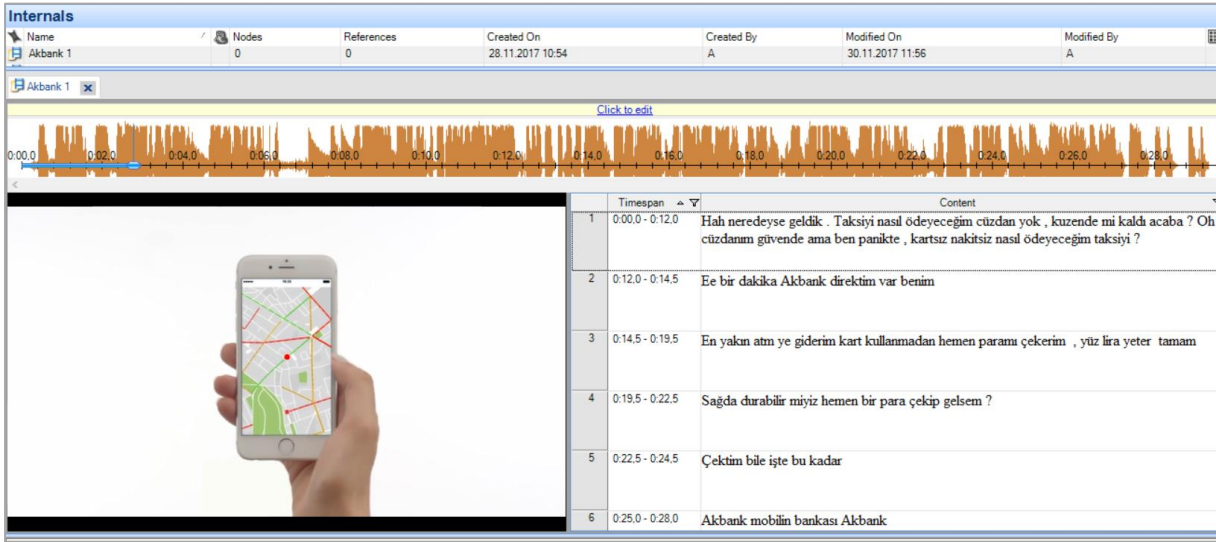 Internals
Name Nodes References Created On Created By Modified On Modified By
Akbank 1 0 0 28.11.2017 10:54 A 30.11.2017 11:56 A
Akbank 1
Click to edit
0:00,0 0:02,0 0:04,0 0:06,0 0:08,0 0:10,0 0:12,0 0:14,0 0:16,0 0:18,0 0:20,0 0:22,0 0:24,0 0:26,0 0:28,0
Timespan Content
1 0:00,0 - 0:12,0 Hah neredeyse geldik . Taksiyi nasıl ödeyeceğim cüzdan yok , kuzende mi kaldı acaba ? Oh
cüzdanım güvende ama ben panikte , kartsız nakitsiz nasıl ödeyeceğim taksiyi ?
2 0:12,0 - 0:14,5 Ee bir dakika Akbank direktim var benim
3 0:14,5 - 0:19,5 En yakın atm ye giderim kart kullanmadan hemen paramı çekerim , yüz lira yeter tamam
4 0:19,5 - 0:22,5 Sağda durabilir miyiz hemen bir para çekip gelsem ?
5 0:22,5 - 0:24,5 Çektim bile işte bu kadar
6 0:25,0 - 0:28,0 Akbank mobilin bankası Akbank